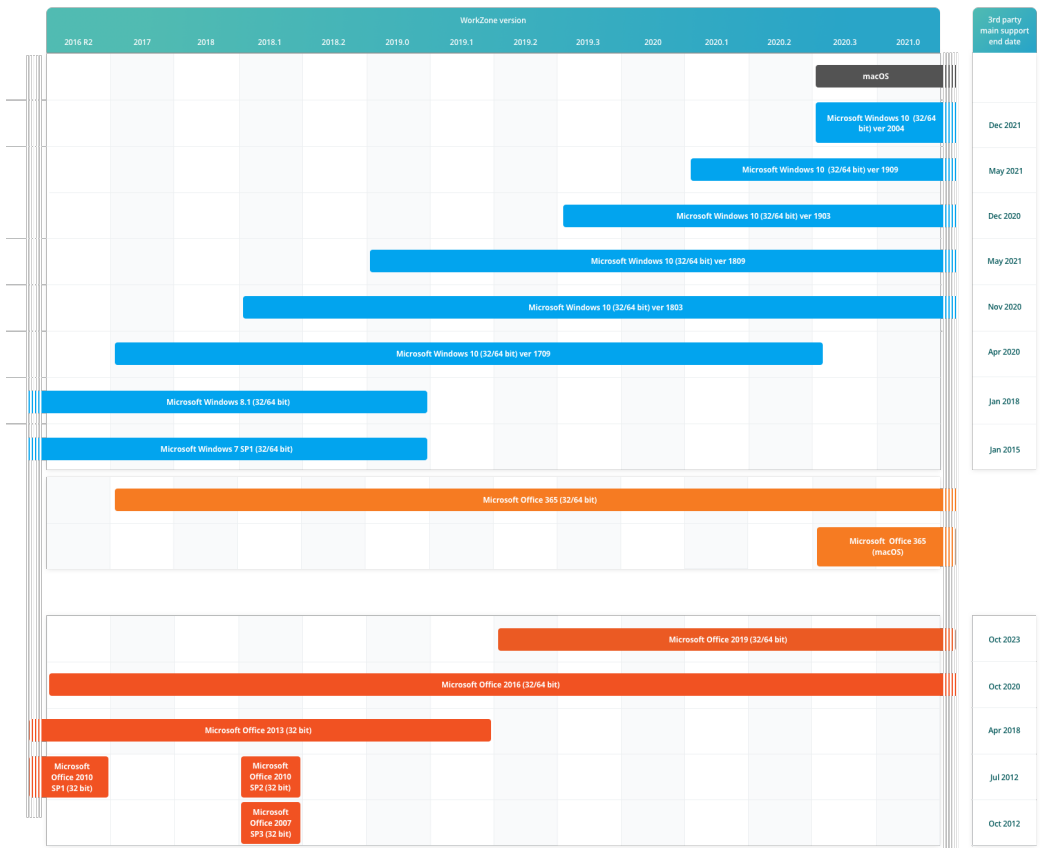 WorkZone version
3rd party
main support
end date
2016 R2 2017 2018 2018.1 2018.2 2019.0 2019.1 2019.2 2019.3 2020 2020.1 2020.2 2020.3 2021.0
macOS
Microsoft Windows 10 (32/64
bit) ver 2004
Dec 2021
Microsoft Windows 10 (32/64 bit) ver 1909
May 2021
Microsoft Windows 10 (32/64 bit) ver 1903
Dec 2020
Microsoft Windows 10 (32/64 bit) ver 1809
May 2021
Microsoft Windows 10 (32/64 bit) ver 1803
Nov 2020
Microsoft Windows 10 (32/64 bit) ver 1709
Apr 2020
Microsoft Windows 8.1 (32/64 bit)
Jan 2018
Microsoft Windows 7 SP1 (32/64 bit)
Jan 2015
Microsoft Office 365 (32/64 bit)
Microsoft Office 365
(macOS)
Microsoft Office 2019 (32/64 bit)
Oct 2023
Microsoft Office 2016 (32/64 bit)
Oct 2020
Microsoft Office 2013 (32 bit)
Apr 2018
Microsoft
Office 2010
SP1 (32 bit)
Microsoft
Office 2010
SP2 (32 bit)
Jul 2012
Microsoft
Office 2007
SP3 (32 bit)
Oct 2012